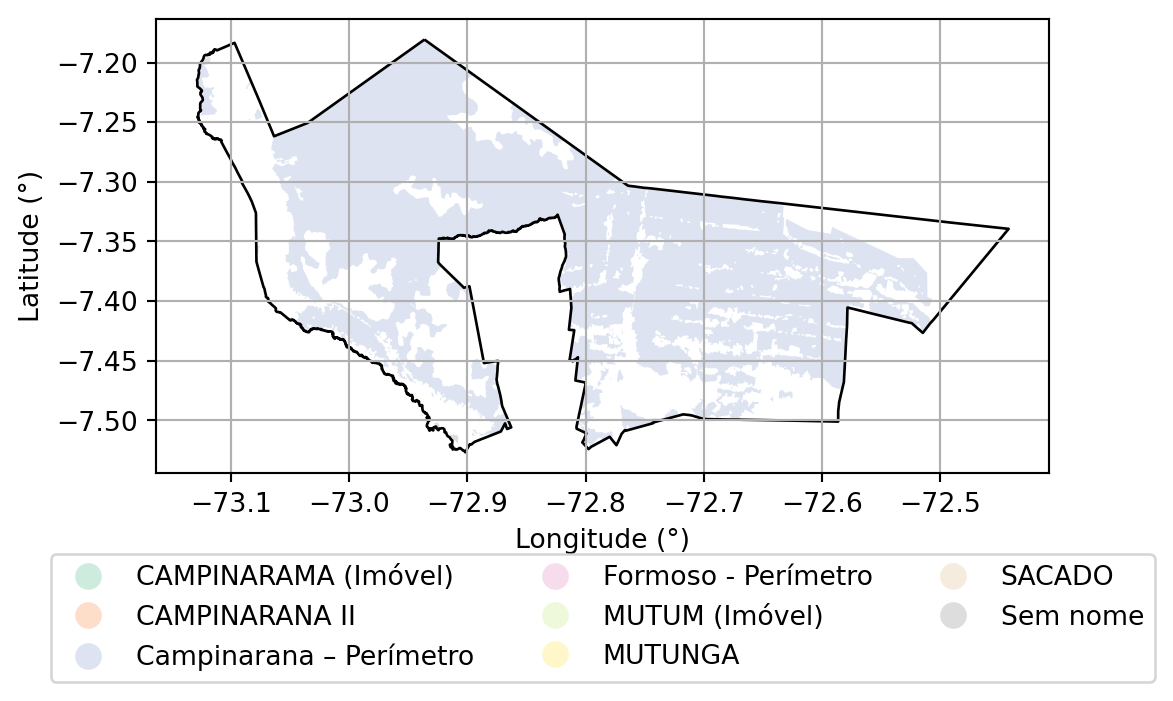 −7.20
−7.25
−7.30
−7.35
−7.40
−7.45
−7.50
Latitude (°)
−73.1 −73.0 −72.9 −72.8 −72.7 −72.6 −72.5
Longitude (°)
CAMPINARAMA (Imóvel)
CAMPINARANA II
Campinarana – Perímetro
Formoso - Perímetro
MUTUM (Imóvel)
MUTUNGA
SACADO
Sem nome